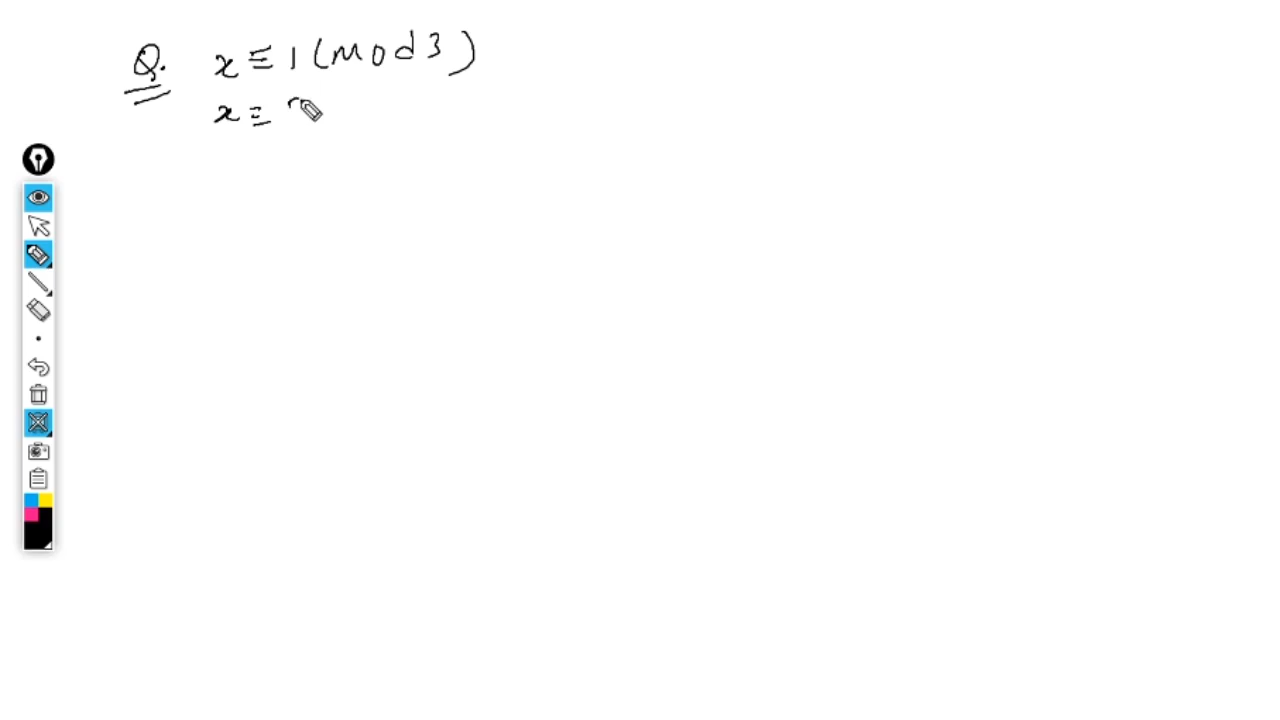 Q. x ≡ 1 (mod 3)
x ≡